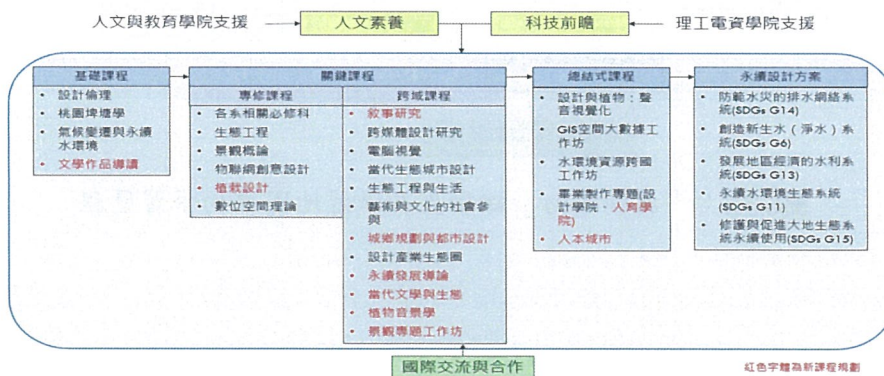 人文與教育學院支援
人文素養
科技前瞻
理工電資學院支援
基礎課程
• 設計倫理
• 桃園埤塘學
• 氣候變遷與永續
水環境
• 文學作品導讀
關鍵課程
專修課程
• 各系相關必修科
• 生態工程
• 景觀概論
• 物聯網創意設計
• 植栽設計
• 數位空間理論
跨域課程
• 敘事研究
• 跨媒體設計研究
• 電腦視覺
• 當代生態城市設計
• 生態工程與生活
• 藝術與文化的社會參
與
• 城鄉規劃與都市設計
• 設計產業生態圈
• 永續發展導論
• 當代文學與生態
• 植物音景學
• 景觀專題工作坊
總結式課程
• 設計與植物：聲
音視覺化
• GIS空間大數據工
作坊
• 水環境資源跨國
工作坊
• 畢業製作專題(設
計學院、人育學
院)
• 人本城市
永續設計方案
• 防範水災的排水網絡系
統(SDGs G14)
• 創造新生水（淨水）系
統(SDGs G6)
• 發展地區經濟的水利系
統(SDGs G13)
• 永續水環境生態系統
(SDGs G11)
• 修護與促進大地生態系
統永續使用(SDGs G15)
國際交流與合作
紅色字體為新課程規劃